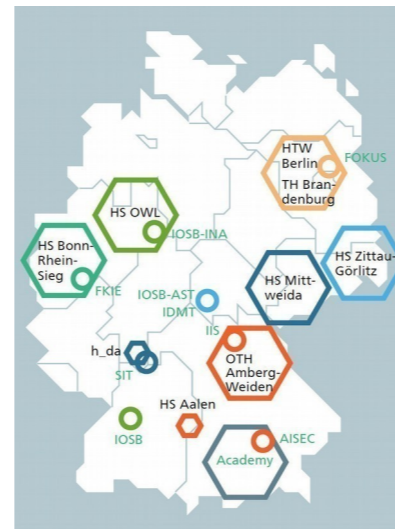 HTW
Berlin
FOKUS
TH Bran-
denburg
HS OWL
IOSB-INA
HS Bonn-
Rhein-
Sieg
FKIE
HS Zittau-
Görlitz
HS Mitt-
weida
IOSB-AST
IDMT
IIS
h_da
SIT
OTH
Amberg-
Weiden
HS Aalen
IOSB
AISEC
Academy